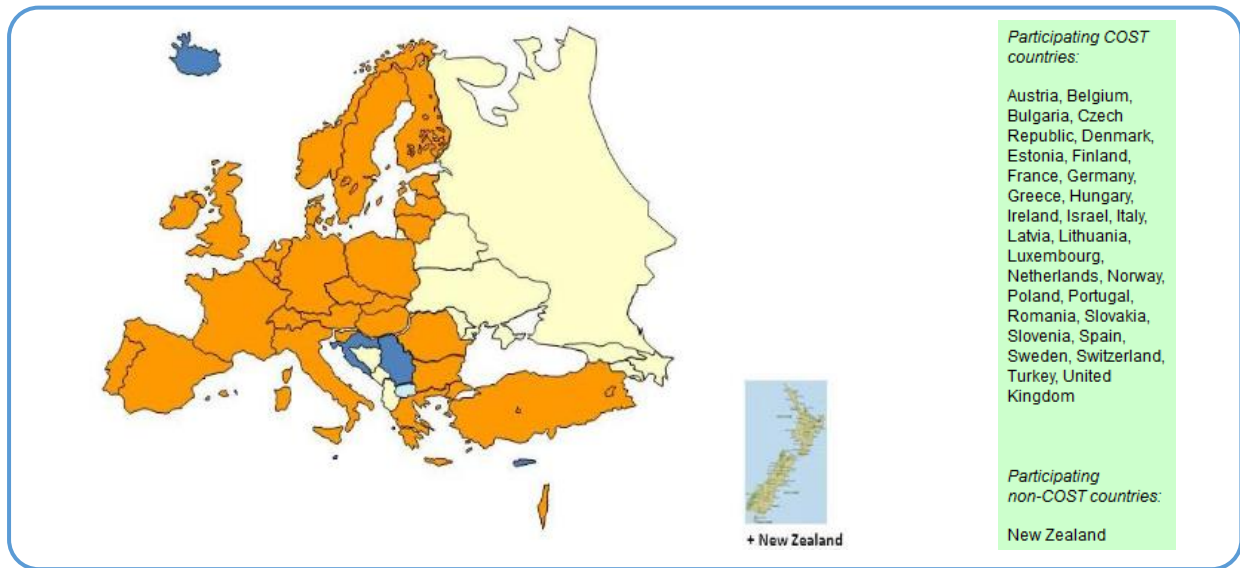 Participating COST
countries:
Austria, Belgium,
Bulgaria, Czech
Republic, Denmark,
Estonia, Finland,
France, Germany,
Greece, Hungary,
Ireland, Israel, Italy,
Latvia, Lithuania,
Luxembourg,
Netherlands, Norway,
Poland, Portugal,
Romania, Slovakia,
Slovenia, Spain,
Sweden, Switzerland,
Turkey, United
Kingdom
Participating
non-COST countries:
New Zealand
+ New Zealand